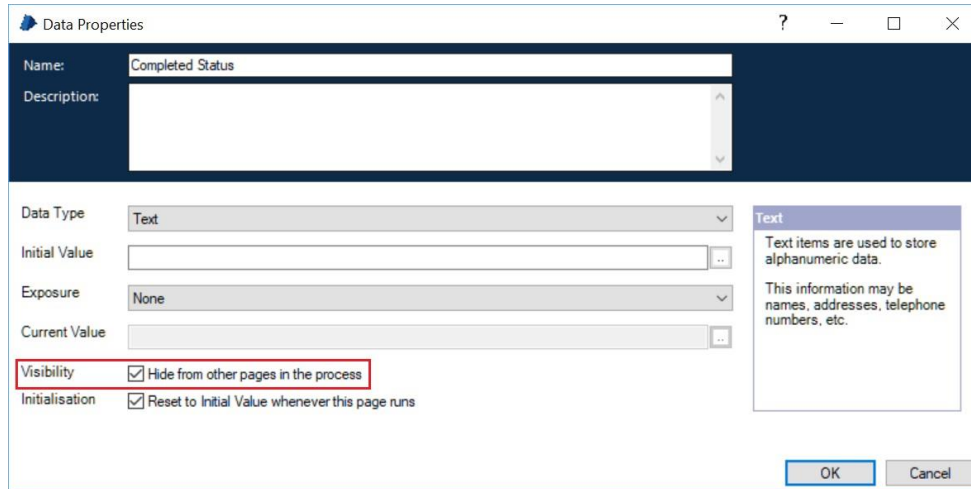 Data Properties
?
Name:
Completed Status
Description:
Data Type
Text
Initial Value
..
Exposure
None
Current Value
..
Visibility
Hide from other pages in the process
Initialisation
Reset to Initial Value whenever this page runs
Text
Text items are used to store
alphanumeric data.
This information may be
names, addresses, telephone
numbers, etc.
OK
Cancel